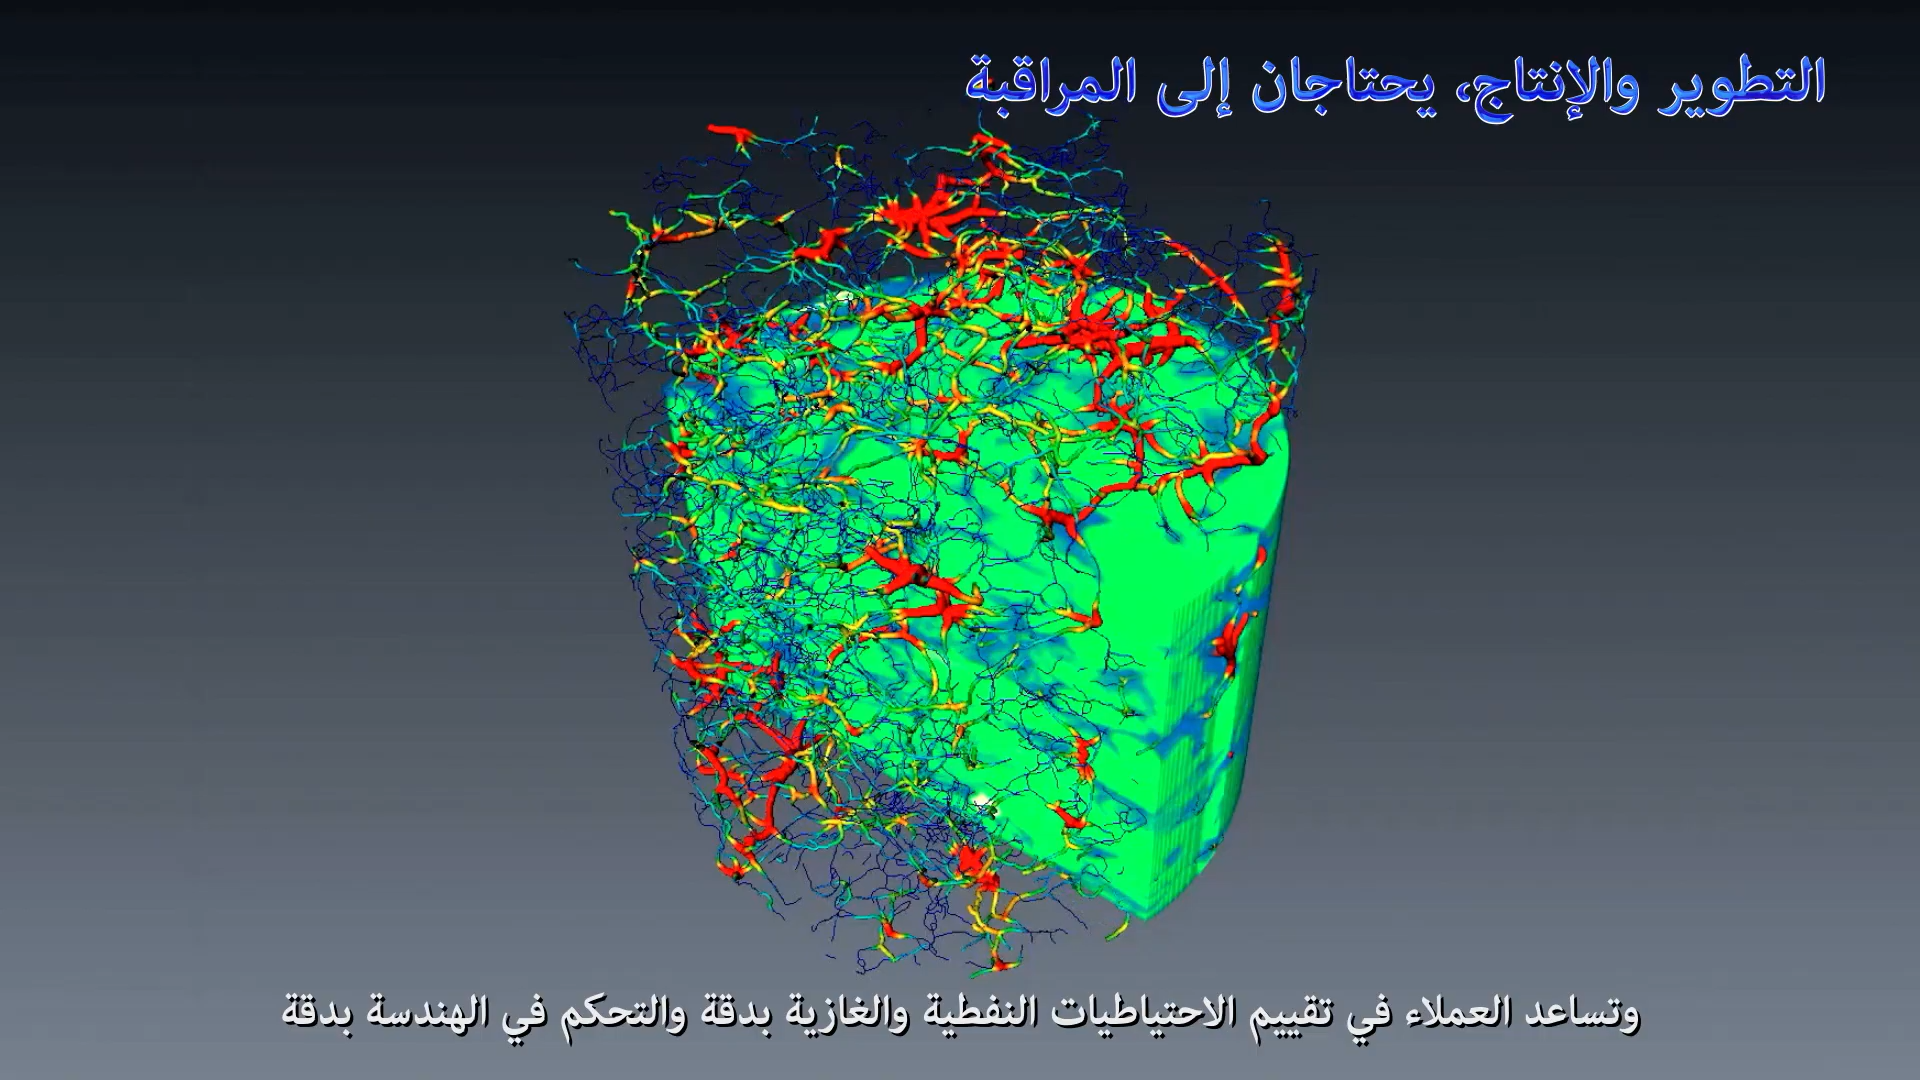 التطوير والإنتاج، يحتاجان إلى المراقبة
وتساعد العملاء في تقييم الاحتياطيات النفطية والغازية بدقة والتحكم في الهندسة بدقة